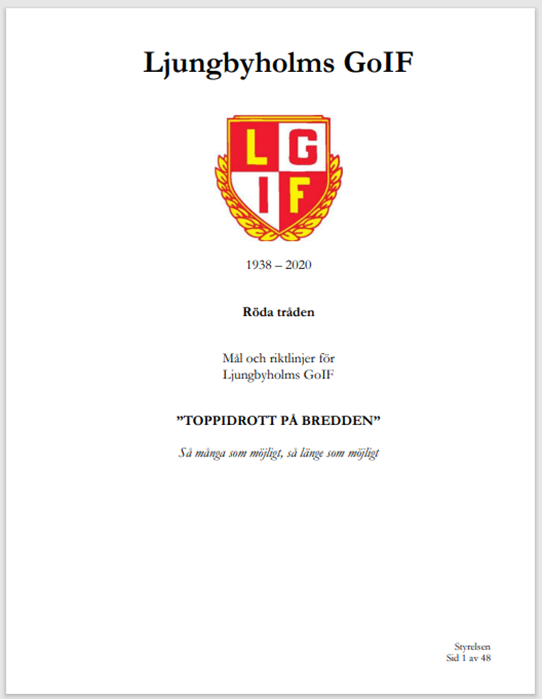 Ljungbyholms GoIF
L G
I F
1938 – 2020
Röda tråden
Mål och riktlinjer för
Ljungbyholms GoIF
”TOPPIDROTT PÅ BREDDEN”
Så många som möjligt, så länge som möjligt
Styrelsen
Sid 1 av 48